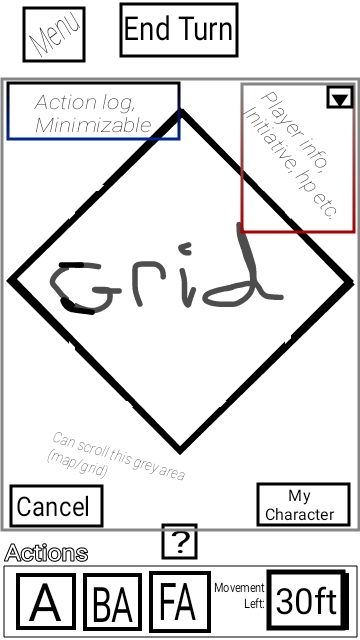 Menu
End Turn
Action log,
Minimizable
Player info,
Initiative, hp etc.
Grid
Can scroll this grey area
(map/grid)
Cancel
My
Character
?
Actions
A
BA
FA
Movement
Left:
30ft